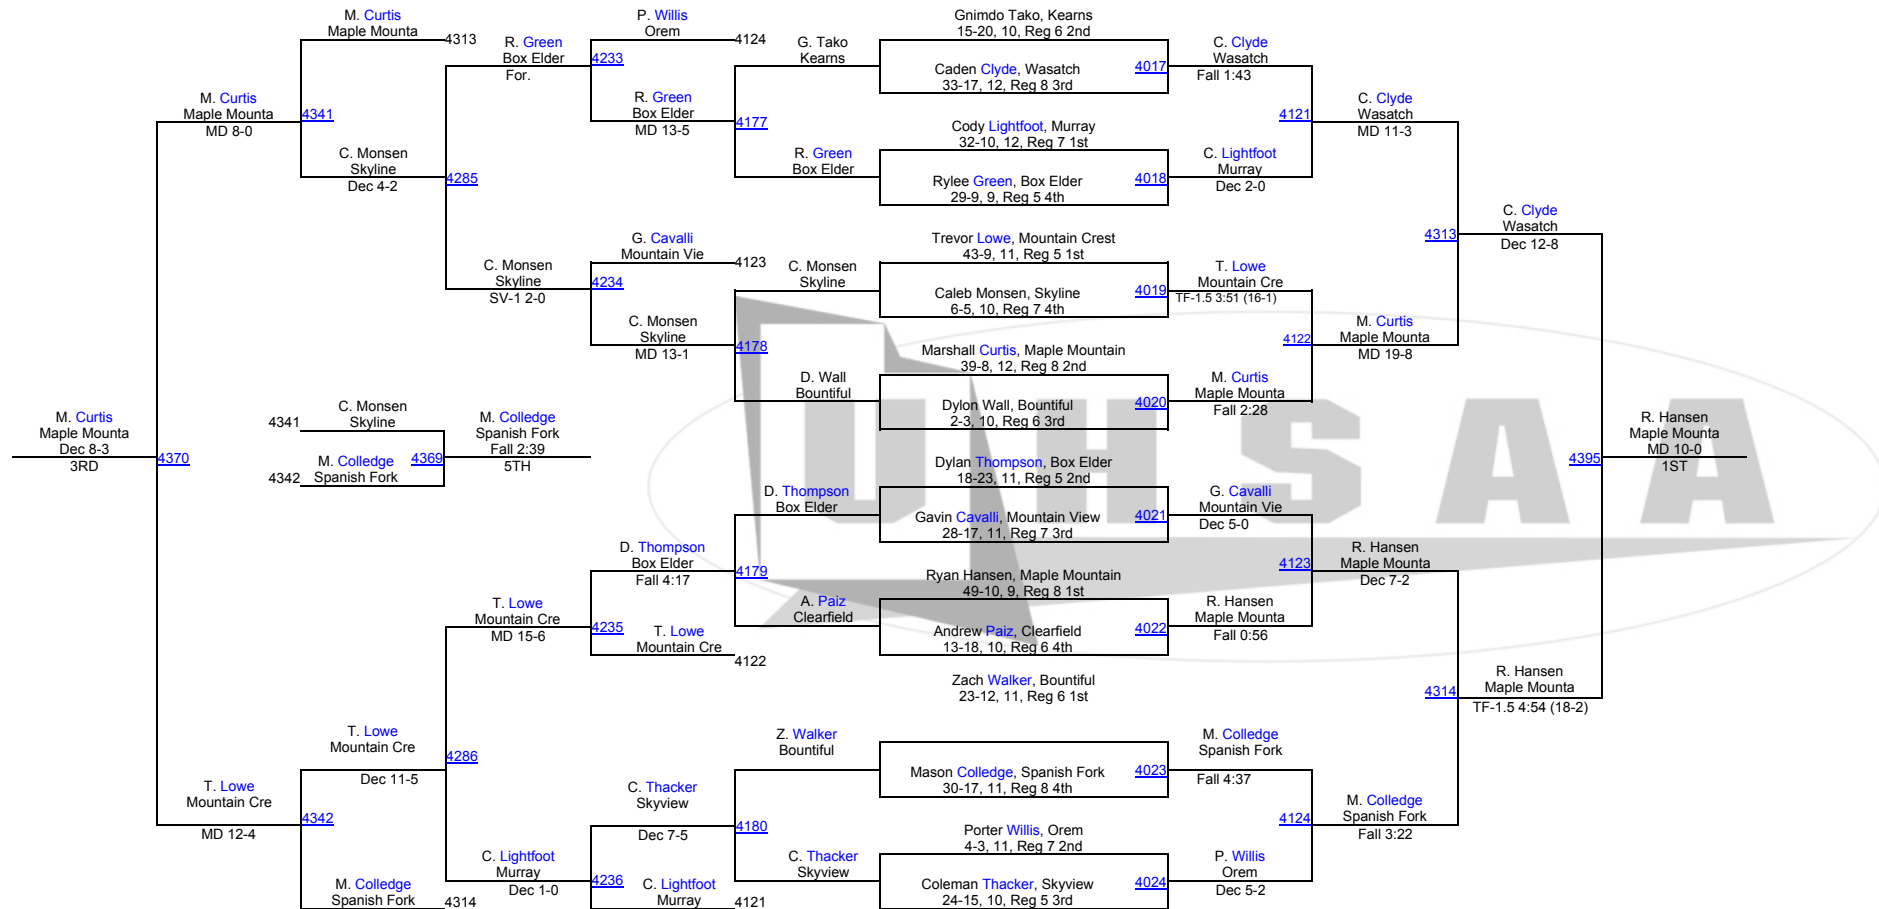 M. Curtis
Maple Mounta
4313
M. Curtis
Maple Mounta
MD 8-0
4341
C. Monsen
Skyline
Dec 4-2
R. Green
Box Elder
For.
4285
C. Monsen
Skyline
SV-1 2-0
P. Willis
Orem
4124
4233
R. Green
Box Elder
MD 13-5
G. Cavalli
Mountain Vie
4123
4234
C. Monsen
Skyline
MD 13-1
G. Tako
Kearns
4177
R. Green
Box Elder
C. Monsen
Skyline
4178
D. Wall
Bountiful
Gnimdo Tako, Kearns
15-20, 10, Reg 6 2nd
Caden Clyde, Wasatch
33-17, 12, Reg 8 3rd
4017
Cody Lightfoot, Murray
32-10, 12, Reg 7 1st
Rylee Green, Box Elder
29-9, 9, Reg 5 4th
4018
Trevor Lowe, Mountain Crest
43-9, 11, Reg 5 1st
Caleb Monsen, Skyline
6-5, 10, Reg 7 4th
4019
Marshall Curtis, Maple Mountain
39-8, 12, Reg 8 2nd
Dylon Wall, Bountiful
2-3, 10, Reg 6 3rd
4020
C. Clyde
Wasatch
Fall 1:43
4121
C. Lightfoot
Murray
Dec 2-0
T. Lowe
Mountain Cre
TF-1.5 3:51 (16-1)
4122
M. Curtis
Maple Mounta
Fall 2:28
C. Clyde
Wasatch
MD 11-3
4313
M. Curtis
Maple Mounta
MD 19-8
C. Clyde
Wasatch
Dec 12-8
M. Curtis
Maple Mounta
Dec 8-3
3RD
4370
4341
C. Monsen
Skyline
4342
M. Colledge
Spanish Fork
4369
M. Colledge
Spanish Fork
Fall 2:39
5TH
UHSAA
4395
R. Hansen
Maple Mounta
MD 10-0
1ST
Dylan Thompson, Box Elder
18-23, 11, Reg 5 2nd
Gavin Cavalli, Mountain View
28-17, 11, Reg 7 3rd
4021
Ryan Hansen, Maple Mountain
49-10, 9, Reg 8 1st
Andrew Paiz, Clearfield
13-18, 10, Reg 6 4th
4022
Zach Walker, Bountiful
23-12, 11, Reg 6 1st
Mason Colledge, Spanish Fork
30-17, 11, Reg 8 4th
4023
Porter Willis, Orem
4-3, 11, Reg 7 2nd
Coleman Thacker, Skyview
24-15, 10, Reg 5 3rd
4024
D. Thompson
Box Elder
4179
A. Paiz
Clearfield
Z. Walker
Bountiful
4180
C. Thacker
Skyview
D. Thompson
Box Elder
Fall 4:17
4235
T. Lowe
Mountain Cre
4122
C. Thacker
Skyview
Dec 7-5
4236
C. Lightfoot
Murray
4121
T. Lowe
Mountain Cre
MD 15-6
4286
C. Lightfoot
Murray
Dec 1-0
T. Lowe
Mountain Cre
Dec 11-5
4342
M. Colledge
Spanish Fork
4314
T. Lowe
Mountain Cre
MD 12-4
G. Cavalli
Mountain Vie
Dec 5-0
4123
R. Hansen
Maple Mounta
Fall 0:56
M. Colledge
Spanish Fork
Fall 4:37
4124
P. Willis
Orem
Dec 5-2
R. Hansen
Maple Mounta
Dec 7-2
4314
M. Colledge
Spanish Fork
Fall 3:22
R. Hansen
Maple Mounta
TF-1.5 4:54 (18-2)